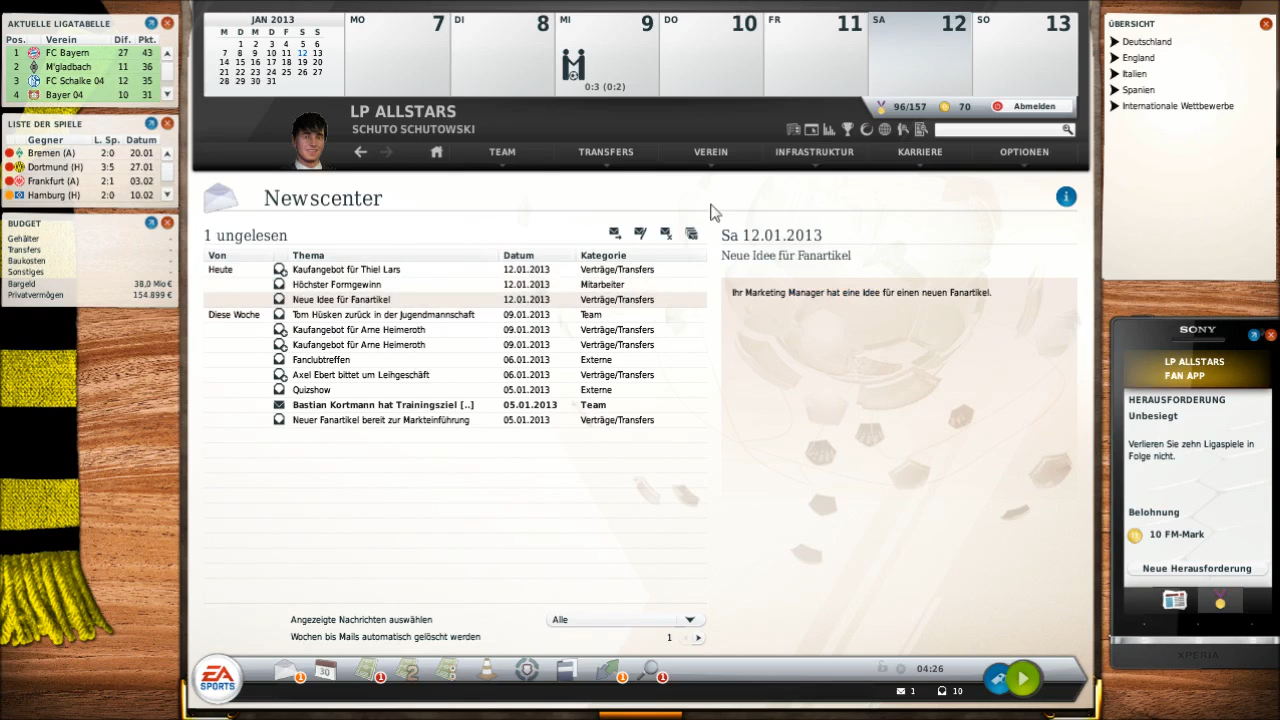 AKTUELLE LIGATABELLE
Pos. Verein Dif. Pkt.
1 FC Bayern 27 43
2 M'gladbach 11 36
3 FC Schalke 04 12 35
4 Bayer 04 10 31
LISTE DER SPIELE
Gegner L. Sp. Datum
Bremen (A) 2:0 20.01
Dortmund (H) 3:5 27.01
Frankfurt (A) 2:1 03.02
Hamburg (H) 2:0 10.02
BUDGET
Gehälter -
Transfers -
Baukosten -
Sonstiges -
Bargeld 38,0 Mio €
Privatvermögen 154.899 €
JAN 2013
M D M D F S S
1 2 3 4 5 6
7 8 9 10 11 12 13
14 15 16 17 18 19 20
21 22 23 24 25 26 27
28 29 30 31
MO 7
DI 8
MI 9
0:3 (0:2)
DO 10
FR 11
SA 12
SO 13
LP ALLSTARS
SCHUTO SCHUTOWSKI
96/157 70 Abmelden
TEAM TRANSFERS VEREIN INFRASTRUKTUR KARRIERE OPTIONEN
Newscenter
1 ungelesen
Von Thema Datum Kategorie
Heute Kaufangebot für Thiel Lars 12.01.2013 Verträge/Transfers
Höchster Formgewinn 12.01.2013 Mitarbeiter
Neue Idee für Fanartikel 12.01.2013 Verträge/Transfers
Diese Woche Tom Hüsken zurück in der Jugendmannschaft 09.01.2013 Team
Kaufangebot für Arne Heimeroth 09.01.2013 Verträge/Transfers
Kaufangebot für Arne Heimeroth 09.01.2013 Verträge/Transfers
Fanclubtreffen 06.01.2013 Externe
Axel Ebert bittet um Leihgeschäft 06.01.2013 Verträge/Transfers
Quizshow 05.01.2013 Externe
Bastian Kortmann hat Trainingsziel [..] 05.01.2013 Team
Neuer Fanartikel bereit zur Markteinführung 05.01.2013 Verträge/Transfers
Angezeigte Nachrichten auswählen Alle
Wochen bis Mails automatisch gelöscht werden 1
Sa 12.01.2013
Neue Idee für Fanartikel
Ihr Marketing Manager hat eine Idee für einen neuen Fanartikel.
EA
SPORTS
1 30 1 2 1 1
04:26
1 10
ÜBERSICHT
Deutschland
England
Italien
Spanien
Internationale Wettbewerbe
SONY
LP ALLSTARS
FAN APP
HERAUSFORDERUNG
Unbesiegt
Verlieren Sie zehn Ligaspiele in
Folge nicht.
Belohnung
10 FM-Mark
Neue Herausforderung
XPERIA